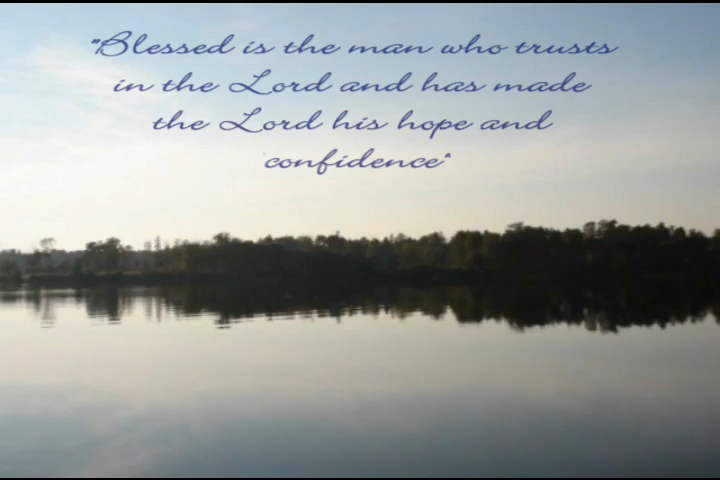 "Blessed is the man who trusts
in the Lord and has made
the Lord his hope and
confidence"